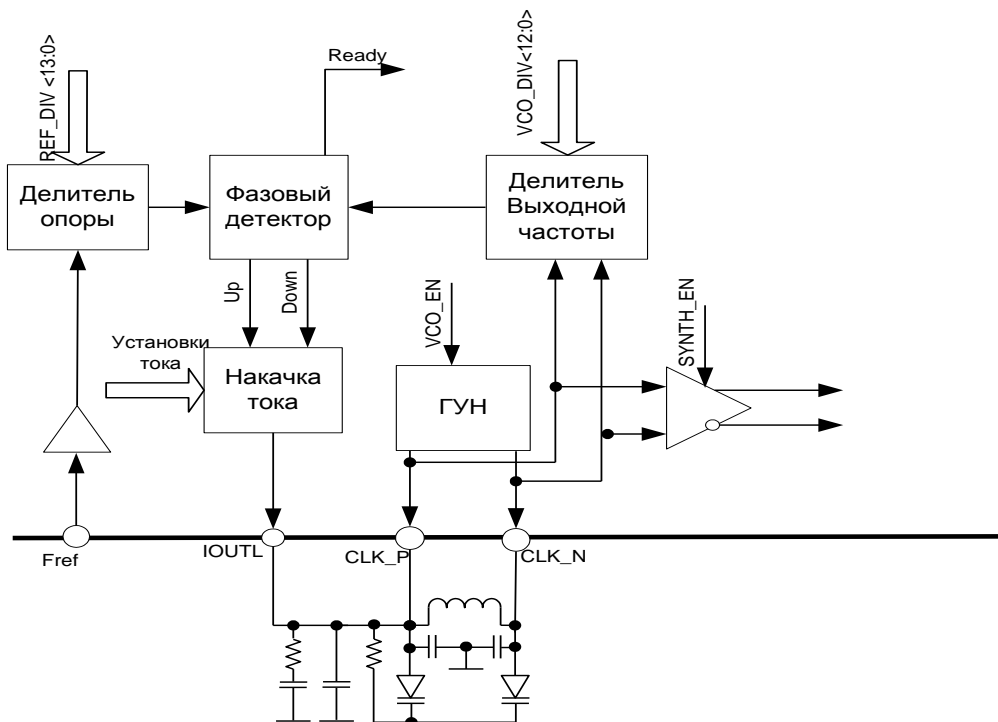 Ready
REF_DIV <13:0>
VCO_DIV<12:0>
Делитель
опоры
Фазовый
детектор
Делитель
Выходной
частоты
Up
Down
VCO_EN
SYNTH_EN
Установки
тока
Накачка
тока
ГУН
Fref
IOUTL
CLK_P
CLK_N